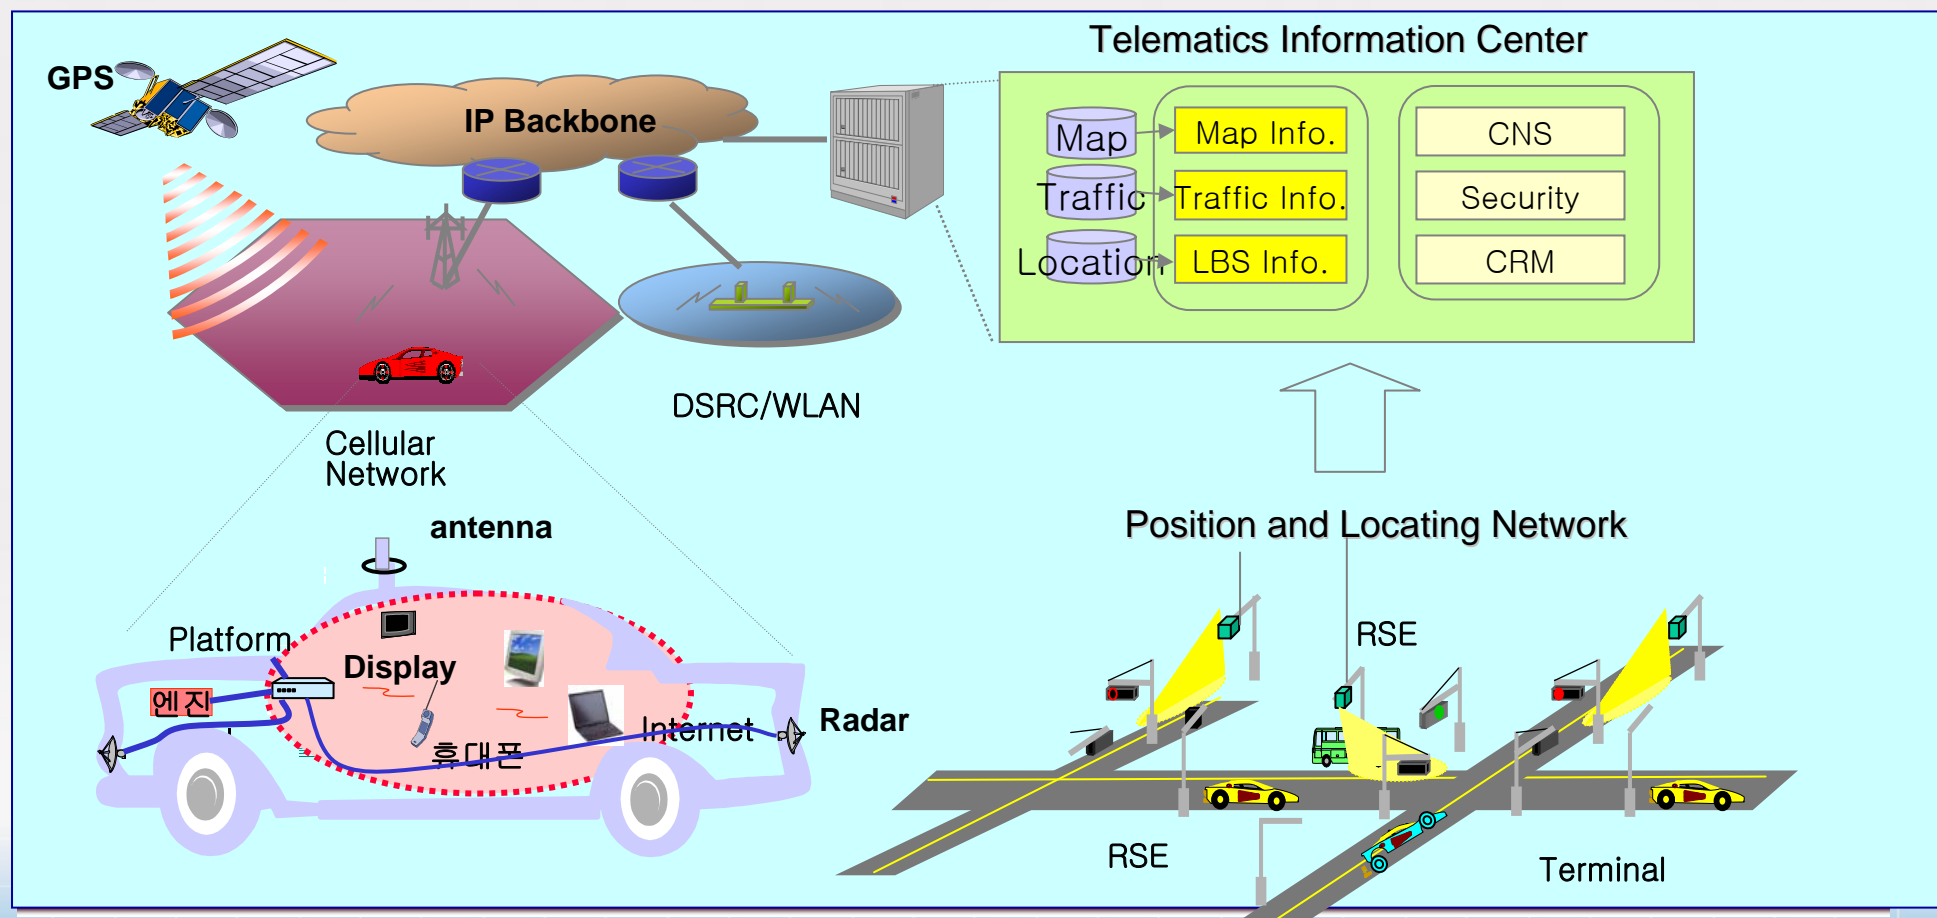 Telematics Information Center
GPS
IP Backbone
Map
Map Info.
CNS
Traffic
Traffic Info.
Security
Location
LBS Info.
CRM
DSRC/WLAN
Cellular
Network
antenna
Position and Locating Network
Platform
Display
엔진
Internet
Radar
휴대폰
RSE
RSE
Terminal